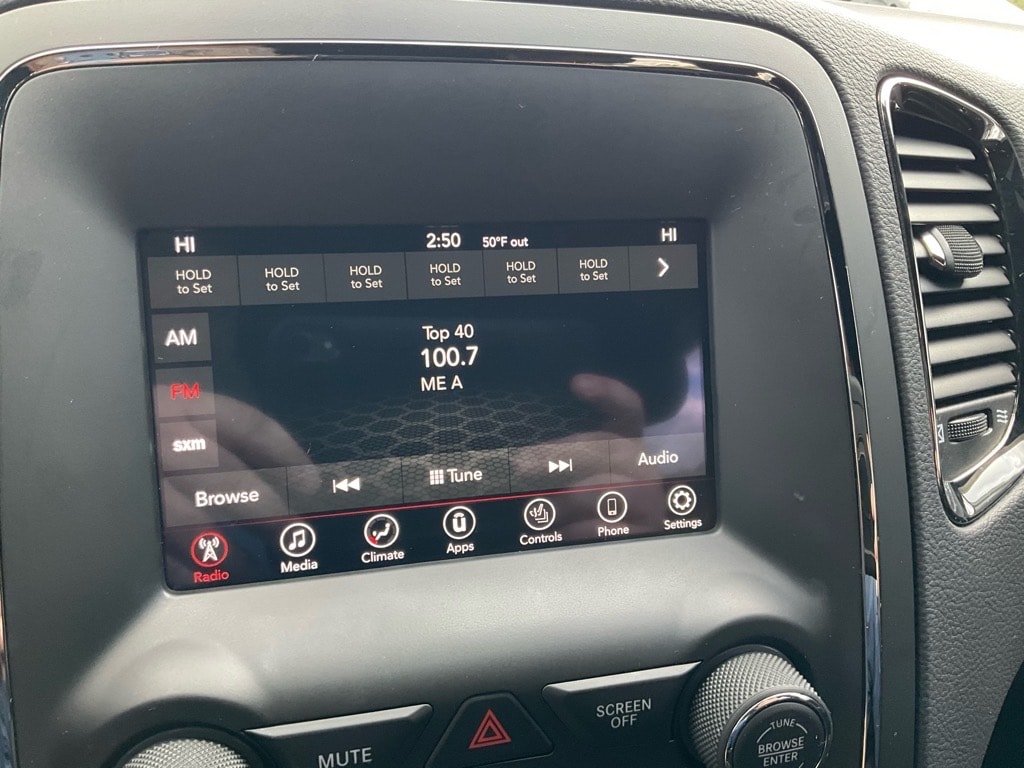 HI 2:50 50°F out HI
HOLD to Set
HOLD to Set
HOLD to Set
HOLD to Set
HOLD to Set
HOLD to Set
AM
FM
sxm
Top 40
100.7
ME A
Browse Tune Audio
Radio Media Climate Apps Controls Phone Settings
MUTE
SCREEN
OFF
TUNE
BROWSE
ENTER